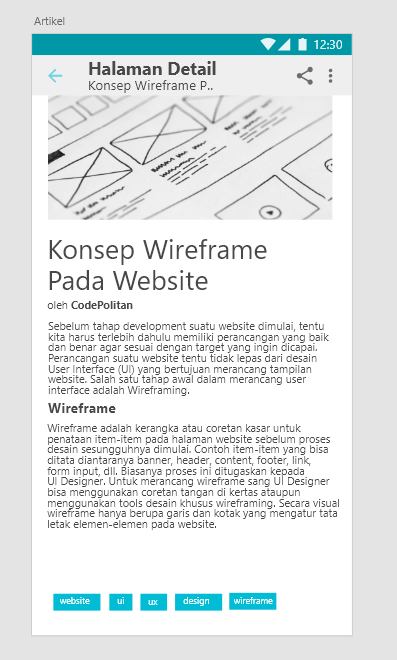 Artikel
12:30
Halaman Detail
Konsep Wireframe P..
Konsep Wireframe
Pada Website
oleh CodePolitan
Sebelum tahap development suatu website dimulai, tentu
kita harus terlebih dahulu memiliki perancangan yang baik
dan benar agar sesuai dengan target yang ingin dicapai.
Perancangan suatu website tentu tidak lepas dari desain
User Interface (UI) yang bertujuan merancang tampilan
website. Salah satu tahap awal dalam merancang user
interface adalah Wireframing.
Wireframe
Wireframe adalah kerangka atau coretan kasar untuk
penataan item-item pada halaman website sebelum proses
desain sesungguhnya dimulai. Contoh item-item yang bisa
ditata diantaranya banner, header, content, footer, link,
form input, dll. Biasanya proses ini ditugaskan kepada
UI Designer. Untuk merancang wireframe sang UI Designer
bisa menggunakan coretan tangan di kertas ataupun
menggunakan tools desain khusus wireframing. Secara visual
wireframe hanya berupa garis dan kotak yang mengatur tata
letak elemen-elemen pada website.
website ui ux design wireframe